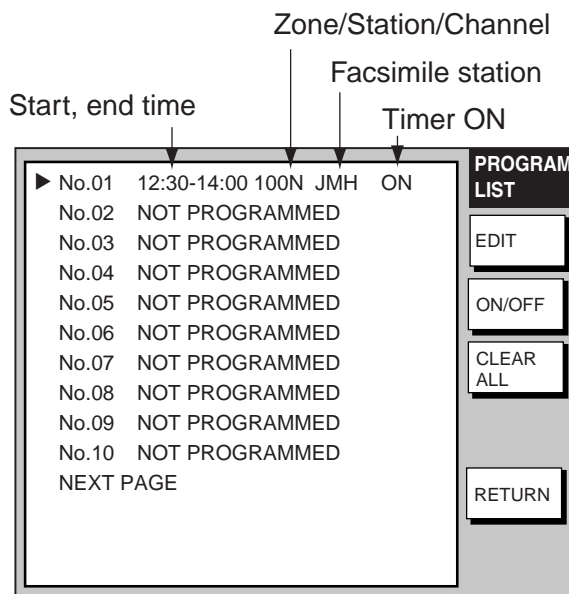 Zone/Station/Channel
Facsimile station
Start, end time
Timer ON
▶ No.01 12:30-14:00 100N JMH ON
No.02 NOT PROGRAMMED
No.03 NOT PROGRAMMED
No.04 NOT PROGRAMMED
No.05 NOT PROGRAMMED
No.06 NOT PROGRAMMED
No.07 NOT PROGRAMMED
No.08 NOT PROGRAMMED
No.09 NOT PROGRAMMED
No.10 NOT PROGRAMMED
NEXT PAGE
PROGRAM
LIST
EDIT
ON/OFF
CLEAR
ALL
RETURN